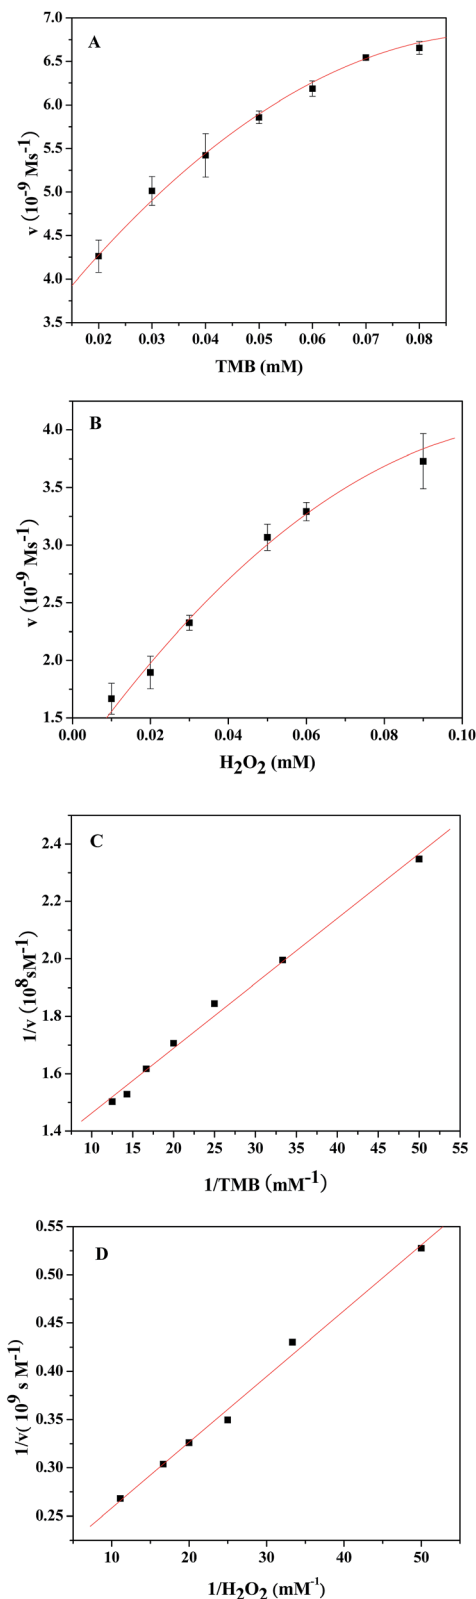 A
7.0
6.5
6.0
5.5
5.0
4.5
4.0
3.5
v (10-9 Ms-1)
0.02 0.03 0.04 0.05 0.06 0.07 0.08
TMB (mM)
B
4.0
3.5
3.0
2.5
2.0
1.5
v (10-9 Ms-1)
0.00 0.02 0.04 0.06 0.08 0.10
H2O2 (mM)
C
2.4
2.2
2.0
1.8
1.6
1.4
1/v (108sM-1)
10 15 20 25 30 35 40 45 50 55
1/TMB (mM-1)
D
0.55
0.50
0.45
0.40
0.35
0.30
0.25
1/v( 109 s M-1)
10 20 30 40 50
1/H2O2 (mM-1)